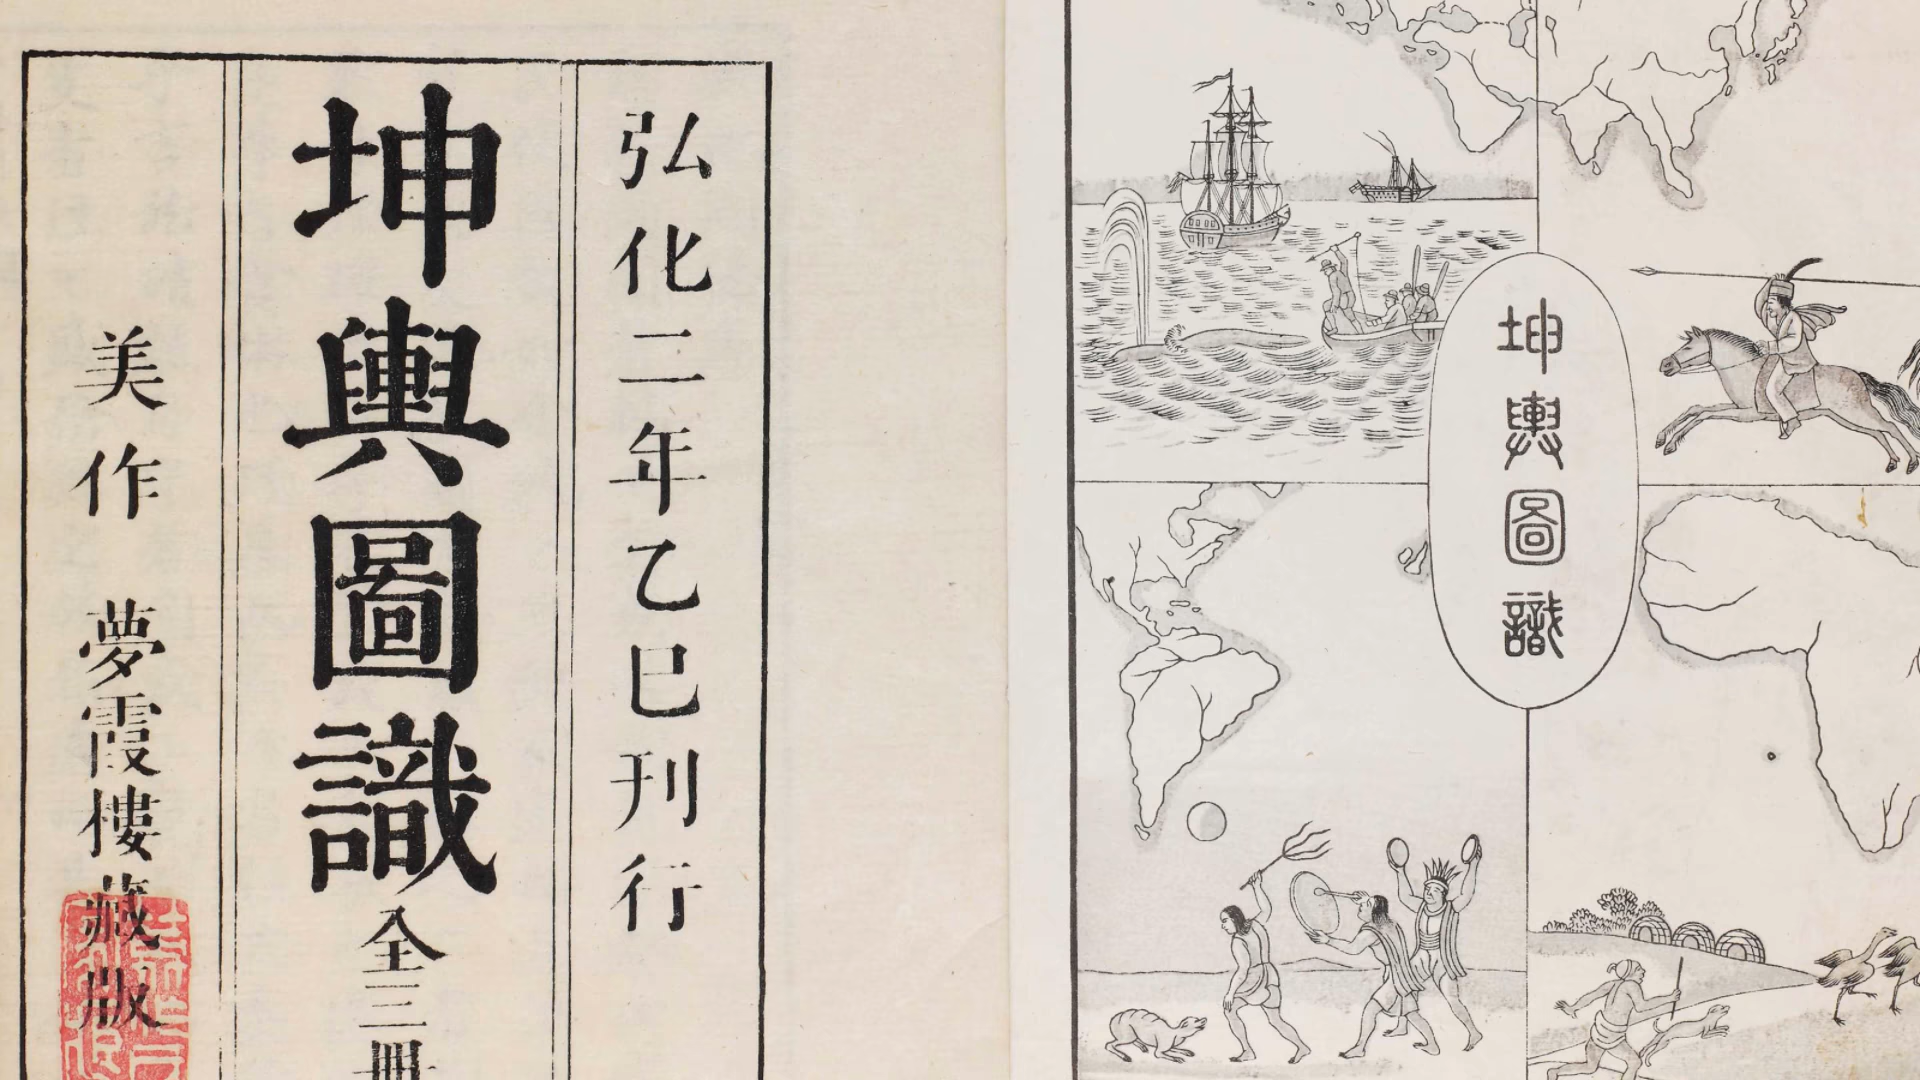 弘化二年乙巳刊行
坤輿圖識全三冊
美作 夢霞樓藏版
坤輿圖識